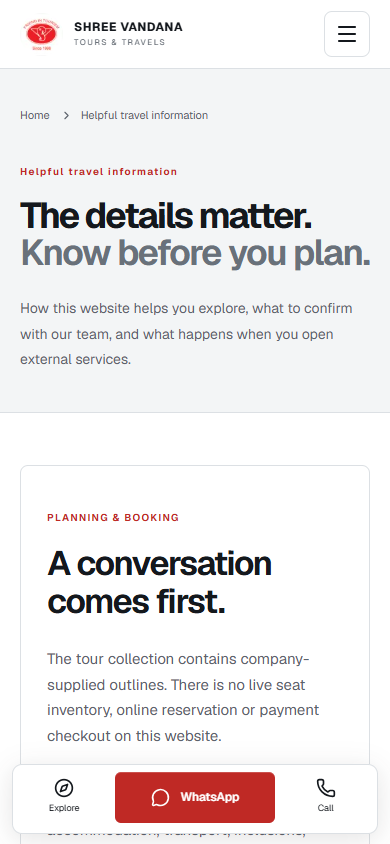 SHREE VANDANA
TOURS & TRAVELS
Home > Helpful travel information
Helpful travel information
The details matter.
Know before you plan.
How this website helps you explore, what to confirm
with our team, and what happens when you open
external services.
PLANNING & BOOKING
A conversation
comes first.
The tour collection contains company-
supplied outlines. There is no live seat
inventory, online reservation or payment
checkout on this website.
Explore
WhatsApp
Call